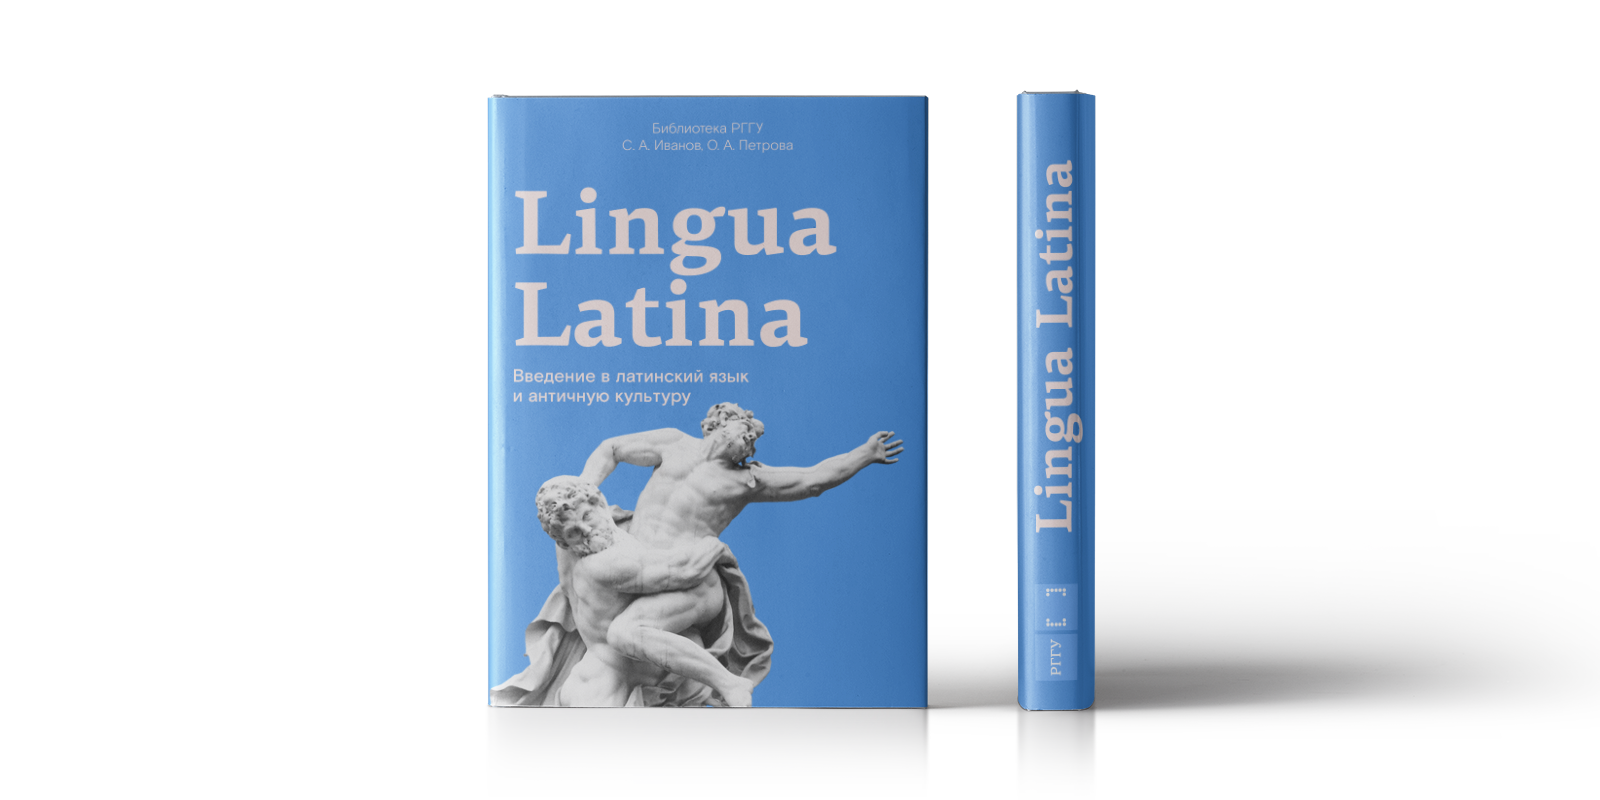 Библиотека РГГУ
С. А. Иванов, О. А. Петрова
Lingua
Latina
Введение в латинский язык
и античную культуру
Lingua Latina
РГГУ